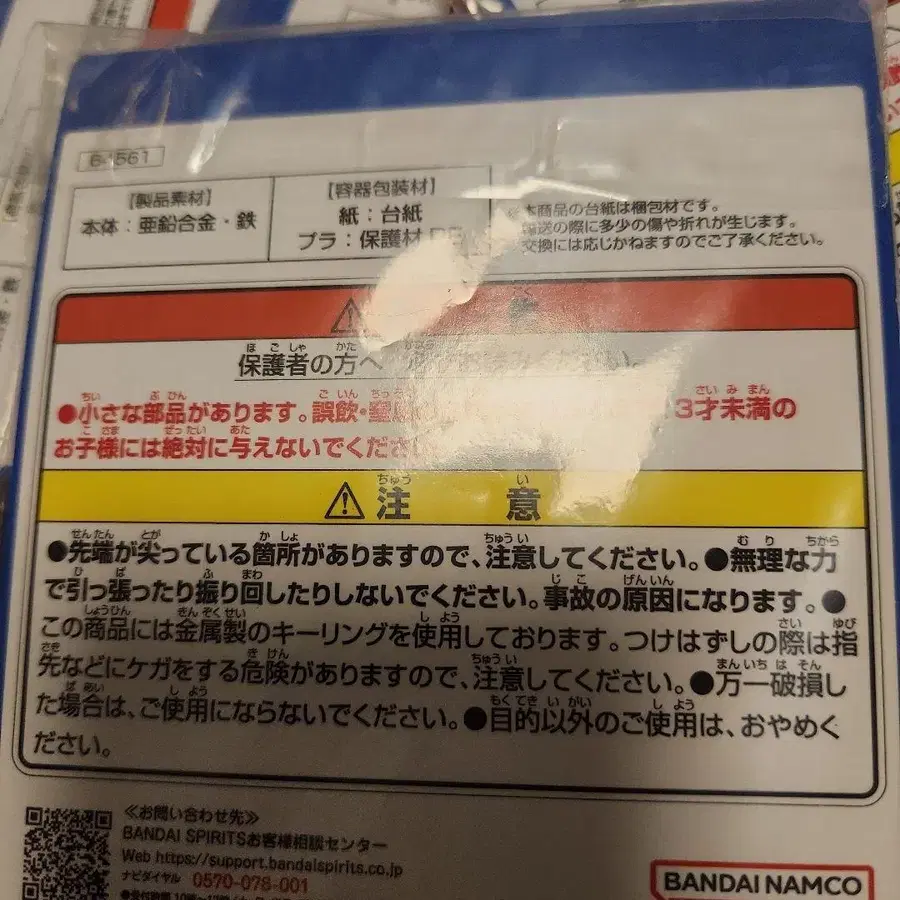 【製品素材】
本体：亜鉛合金・鉄
【容器包装材】
紙：台紙
プラ：保護材
本商品の台紙は梱包材です。
送の際に多少の傷や折れが生じます。
交換には応じかねますのでご了承ください。
保護者の方へ
●小さな部品があります。誤飲・窒 3才未満の
お子様には絶対に与えないでください
⚠注意
●先端が尖っている箇所がありますので、注意してください。●無理な力
で引っ張ったり振り回したりしないでください。事故の原因になります。●
この商品には金属製のキーリングを使用しております。つけはずしの際は指
先などにケガをする危険がありますので、注意してください。●万一破損し
た場合は、ご使用にならないでください。●目的以外のご使用は、おやめく
ださい。
≪お問い合わせ先≫
BANDAI SPIRITSお客様相談センター
Web https://support.bandaispirits.co.jp
ナビダイヤル 0570-078-001
BANDAI NAMCO